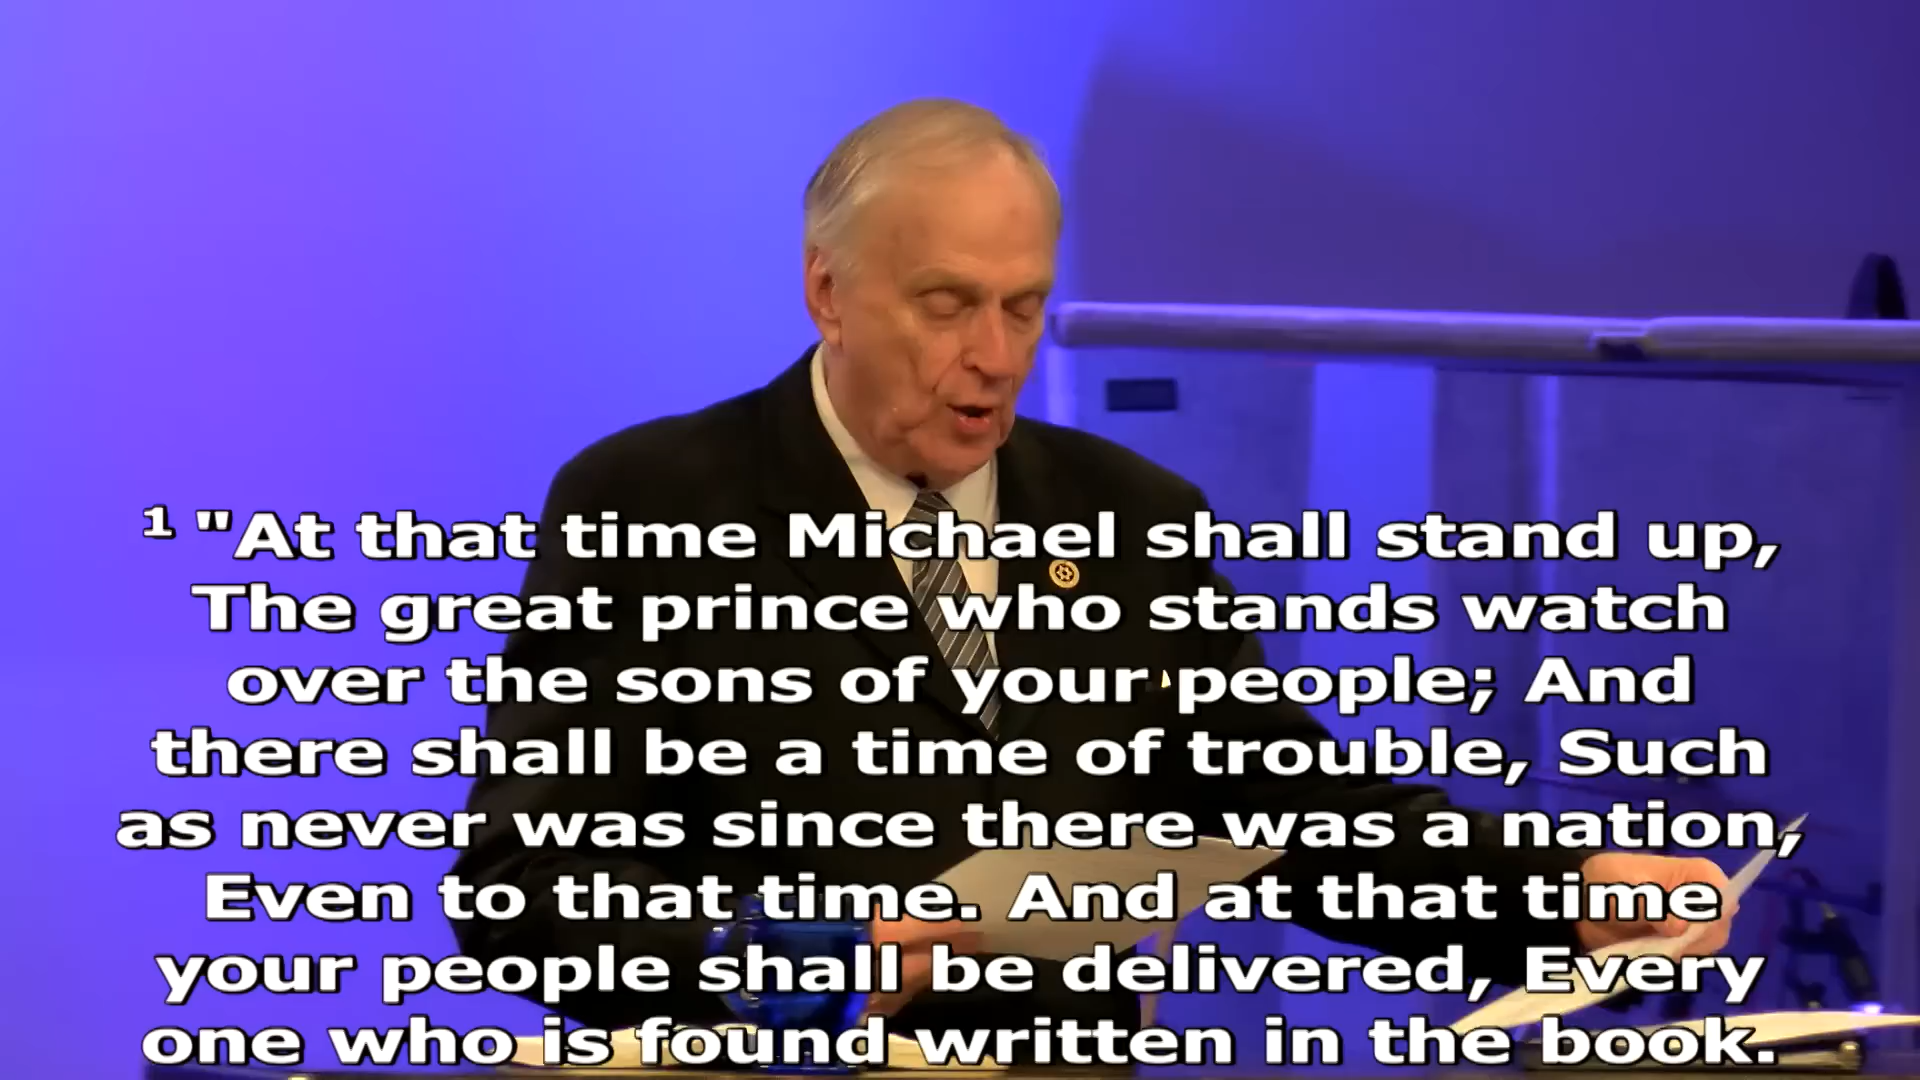 ¹ "At that time Michael shall stand up,
The great prince who stands watch
over the sons of your people; And
there shall be a time of trouble, Such
as never was since there was a nation,
Even to that time. And at that time
your people shall be delivered, Every
one who is found written in the book.